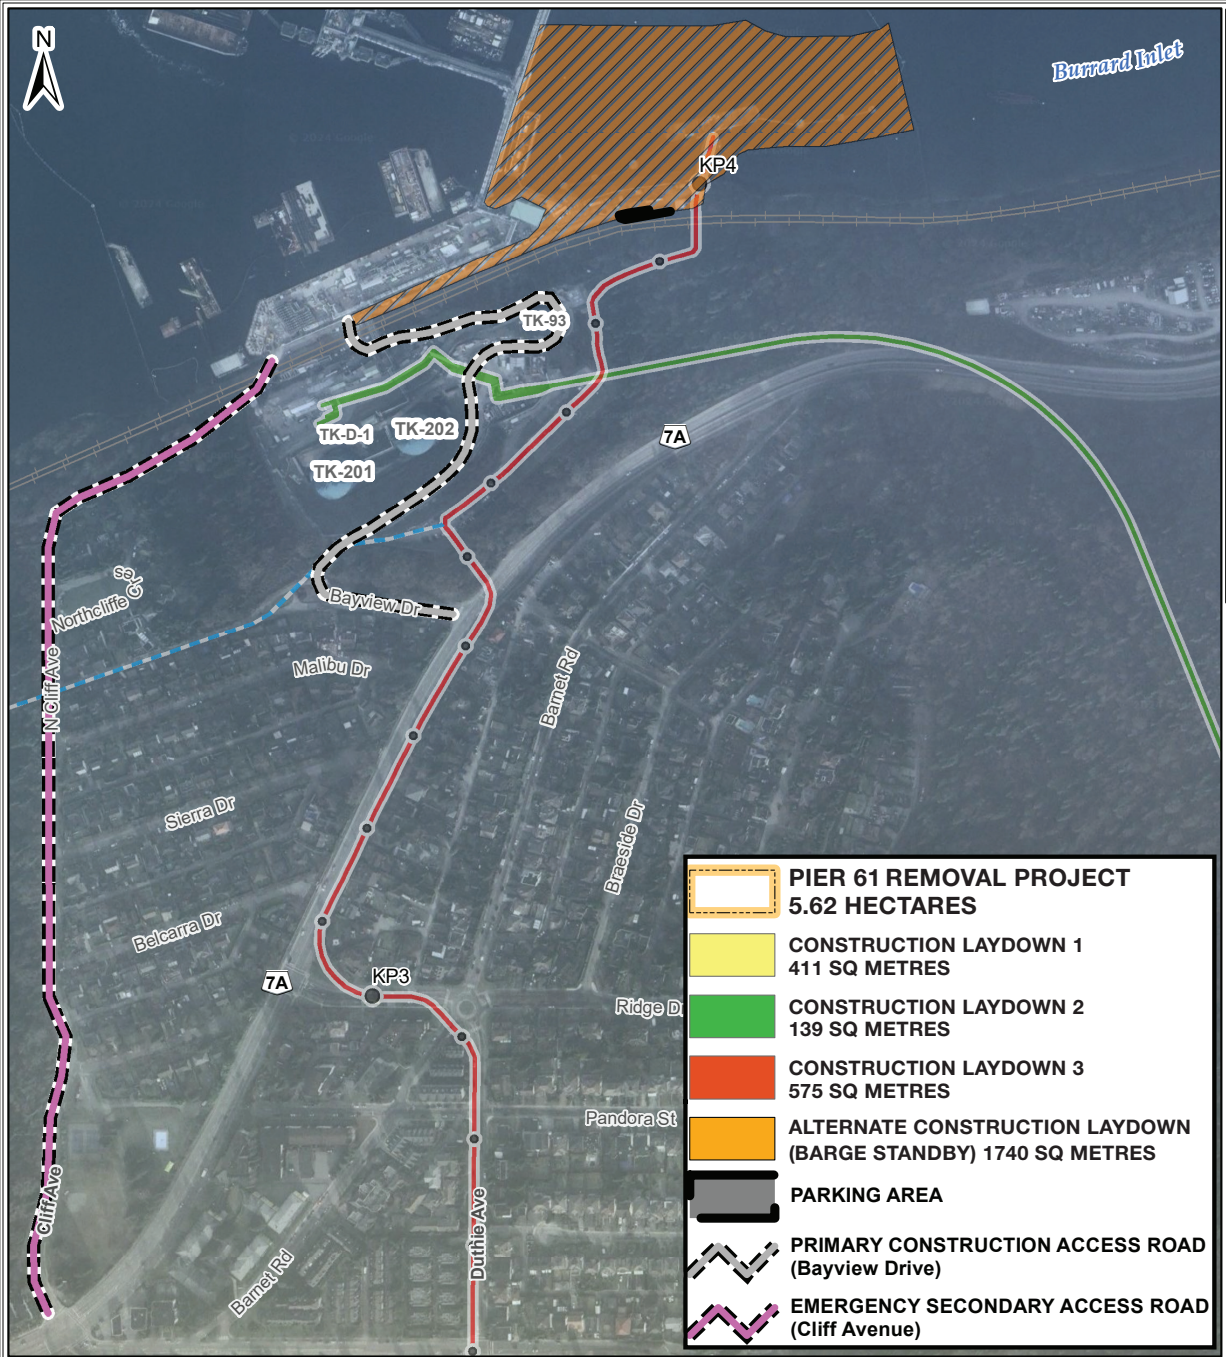 N
Burrard Inlet
© 2024 Google
KP4
TK-93
TK-D-1
TK-202
TK-201
7A
Northcliffe Cres
Bayview Dr
N Cliff Ave
Malibu Dr
Barnet Rd
Sierra Dr
Braeside Dr
Belcarra Dr
7A
KP3
Ridge Dr
Pandora St
Cliff Ave
Duthie Ave
Barnet Rd
PIER 61 REMOVAL PROJECT
5.62 HECTARES
CONSTRUCTION LAYDOWN 1
411 SQ METRES
CONSTRUCTION LAYDOWN 2
139 SQ METRES
CONSTRUCTION LAYDOWN 3
575 SQ METRES
ALTERNATE CONSTRUCTION LAYDOWN
(BARGE STANDBY) 1740 SQ METRES
PARKING AREA
PRIMARY CONSTRUCTION ACCESS ROAD
(Bayview Drive)
EMERGENCY SECONDARY ACCESS ROAD
(Cliff Avenue)